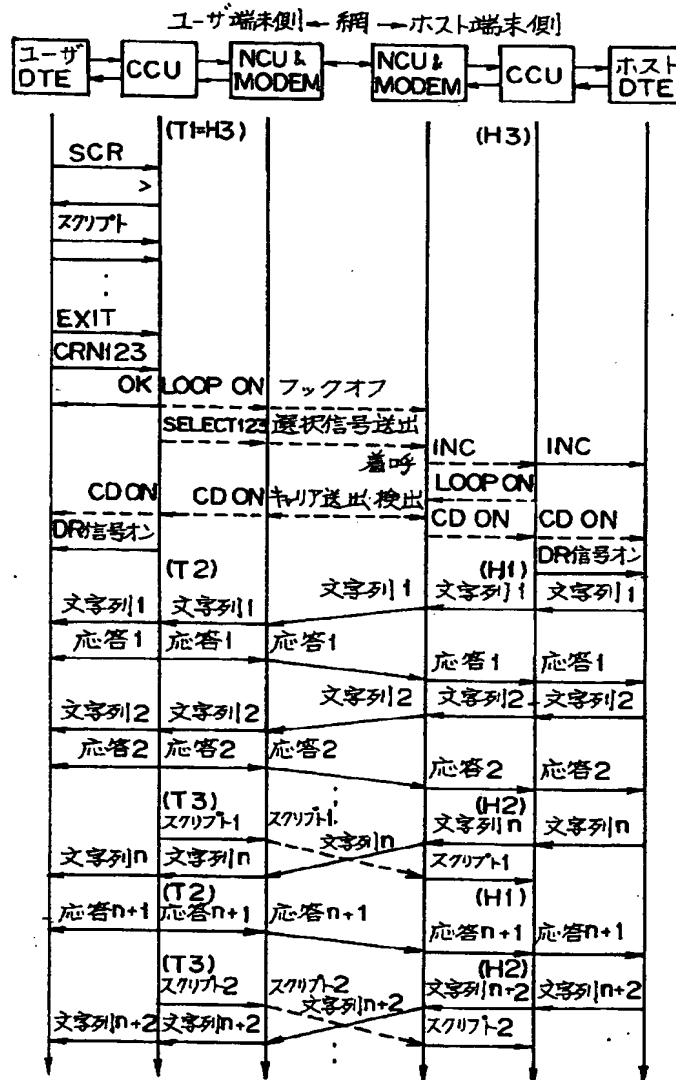 ユーザ端末側 ← 網 → ホスト端末側
ユーザ DTE CCU NCU & MODEM NCU & MODEM CCU ホスト DTE
(T1=H3) (H3)
SCR
>
スクリプト
⋮
EXIT
CRN123
OK LOOP ON フックオフ
SELECT123 選択信号送出
着呼 INC INC
LOOP ON
CD ON CD ON キャリア送出・検出
CD ON CD ON
DR信号オン
DR信号オン
(T2) (H1)
文字列1 文字列1 文字列1 文字列1 文字列1
応答1 応答1 応答1
応答1 応答1
文字列2 文字列2 文字列2 文字列2 文字列2
応答2 応答2 応答2
応答2 応答2
(T3) (H2)
スクリプト1 スクリプト1 文字列n 文字列n 文字列n
文字列n 文字列n スクリプト1
(T2) (H1)
応答n+1 応答n+1 応答n+1
応答n+1 応答n+1
(T3) (H2)
スクリプト2 スクリプト2 文字列n+2 文字列n+2 文字列n+2
文字列n+2 文字列n+2 スクリプト2
⋮